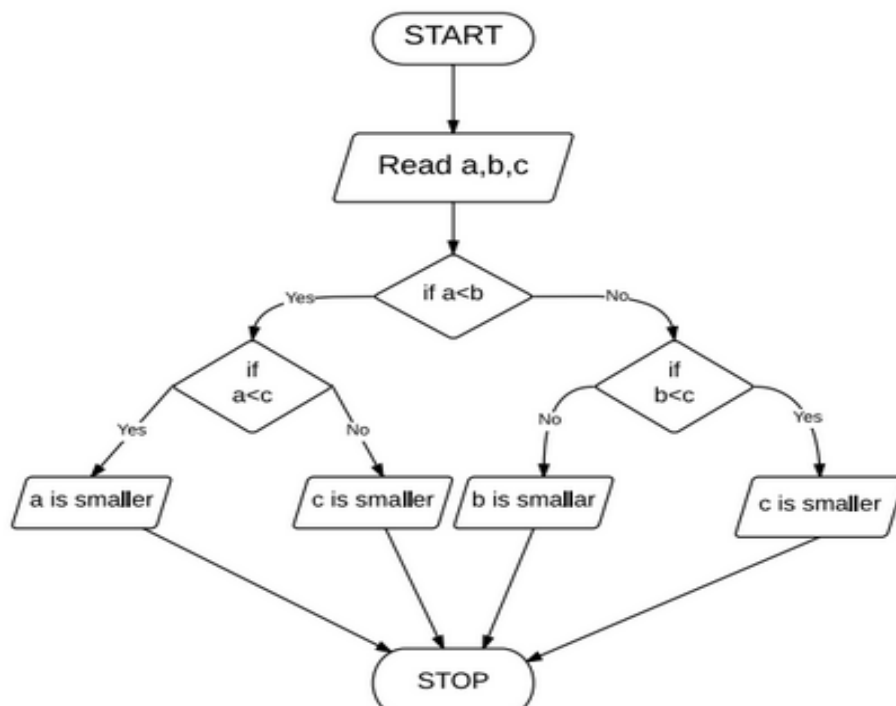 START
Read a,b,c
if a<b
Yes
No
if
a<c
if
b<c
Yes
No
No
Yes
a is smaller
c is smaller
b is smallar
c is smaller
STOP